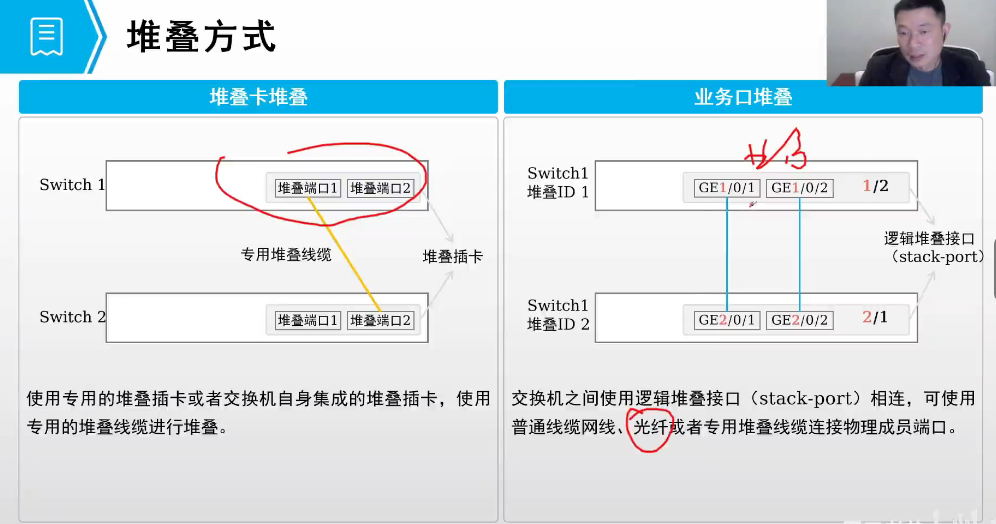 堆叠方式
堆叠卡堆叠
Switch 1
堆叠端口1 堆叠端口2
专用堆叠线缆
堆叠插卡
Switch 2
堆叠端口1 堆叠端口2
使用专用的堆叠插卡或者交换机自身集成的堆叠插卡，使用
专用的堆叠线缆进行堆叠。
业务口堆叠
Switch1
堆叠ID 1
GE1/0/1 GE1/0/2 1/2
逻辑堆叠接口
（stack-port）
Switch1
堆叠ID 2
GE2/0/1 GE2/0/2 2/1
交换机之间使用逻辑堆叠接口（stack-port）相连，可使用
普通线缆网线、光纤或者专用堆叠线缆连接物理成员端口。